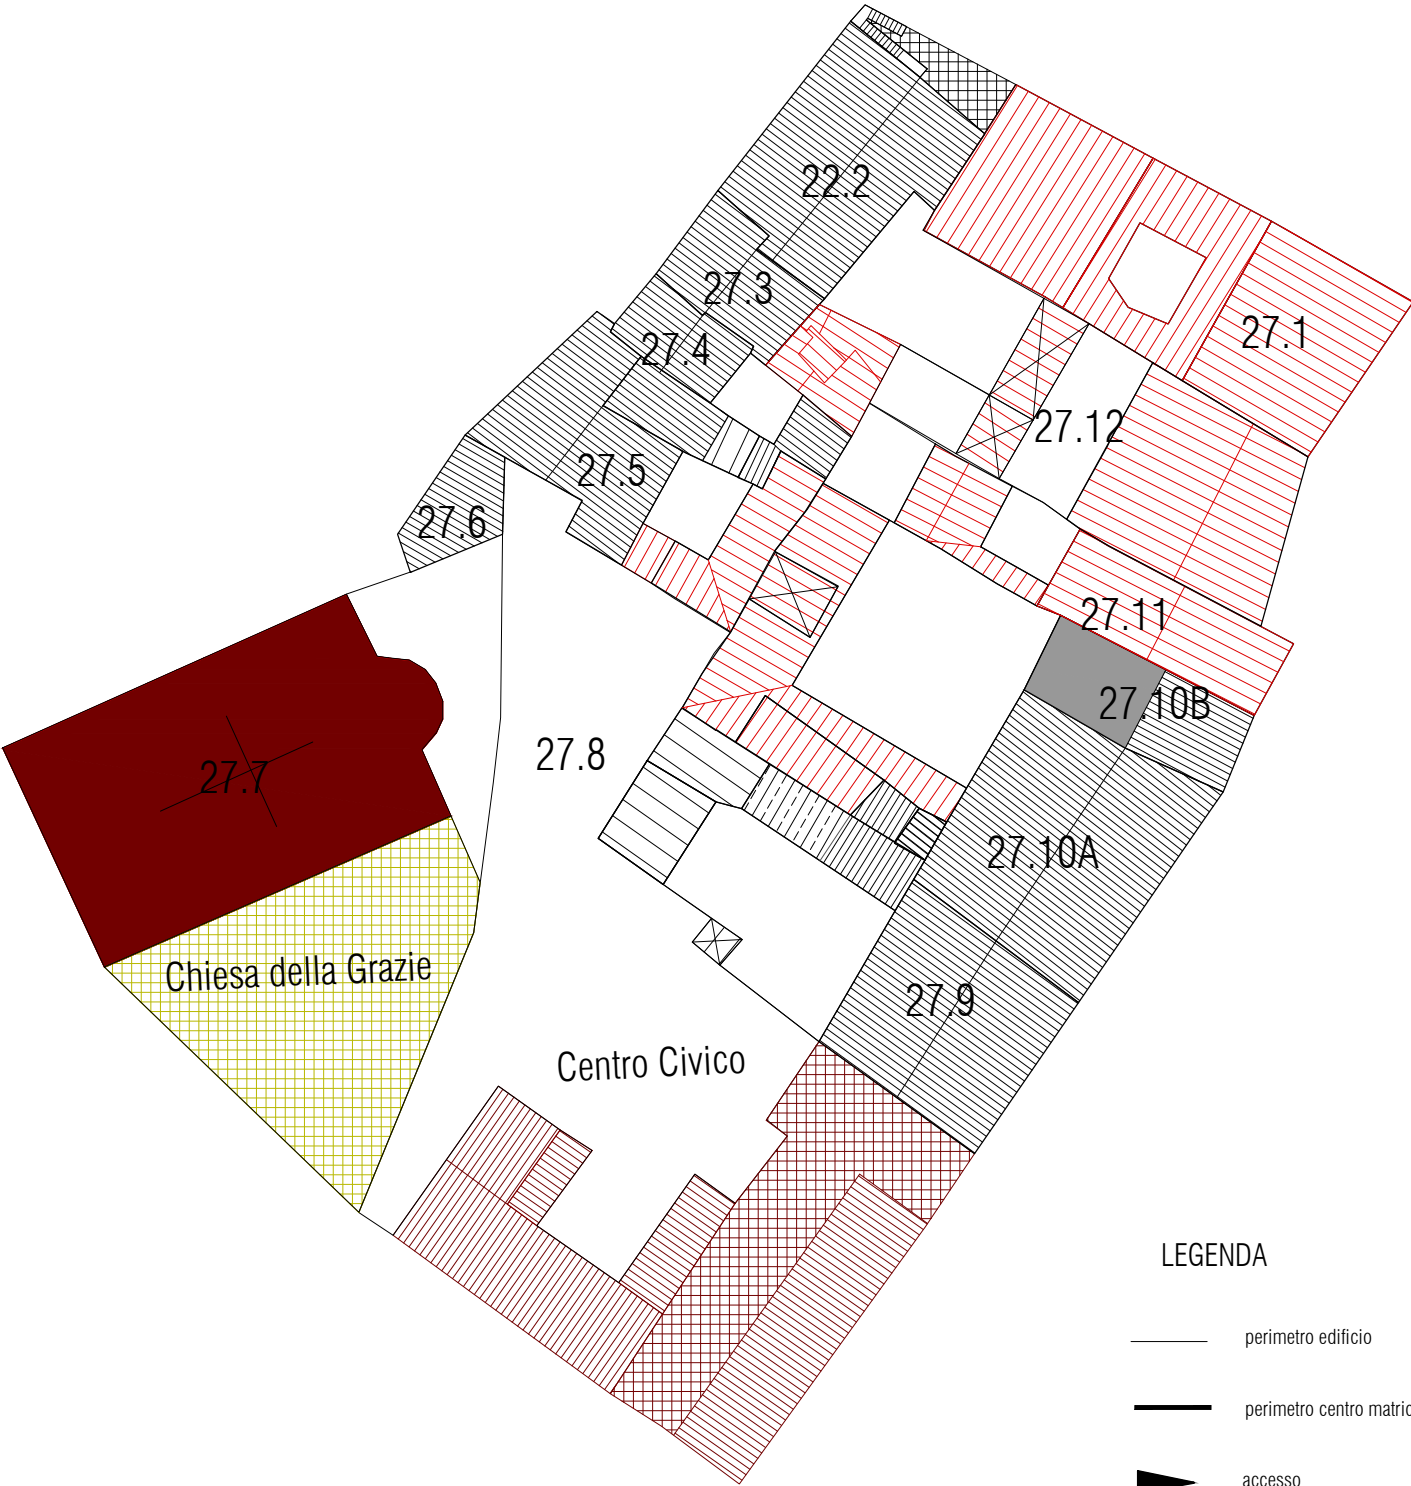 22.2
27.3
27.1
27.4
27.12
27.5
27.6
27.11
27.10B
27.8
27.7
27.10A
Chiesa della Grazie
27.9
Centro Civico
LEGENDA
perimetro edificio
perimetro centro matric
accesso